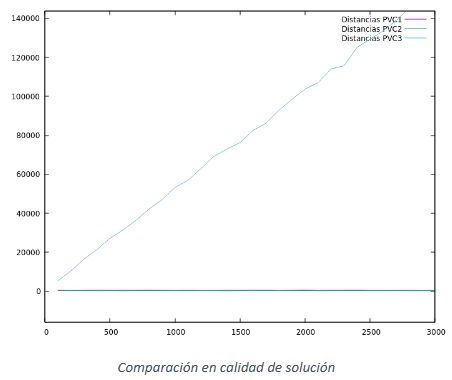 140000
Distancias PVC1
Distancias PVC2
Distancias PVC3
120000
100000
80000
60000
40000
20000
0
0 500 1000 1500 2000 2500 3000
Comparación en calidad de solución